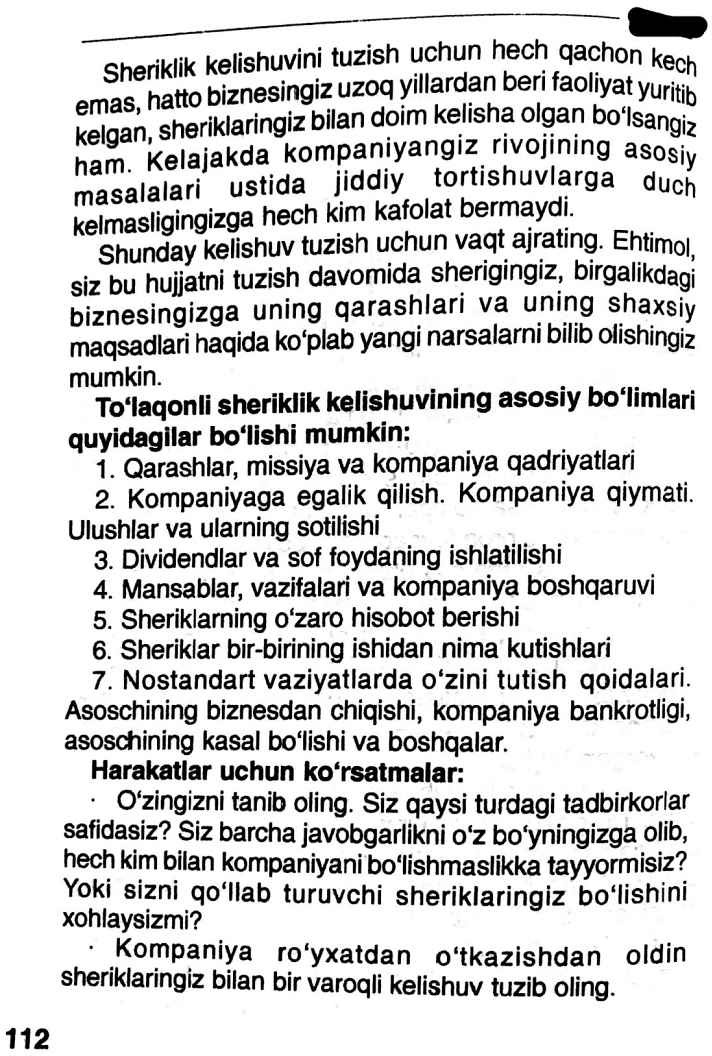 Sheriklik kelishuvini tuzish uchun hech qachon kech
emas, hatto biznesingiz uzoq yillardan beri faoliyat yuritib
kelgan, sheriklaringiz bilan doim kelisha olgan bo‘lsangiz
ham. Kelajakda kompaniyangiz rivojining asosiy
masalalari ustida jiddiy tortishuvlarga duch
kelmasligingizga hech kim kafolat bermaydi.
Shunday kelishuv tuzish uchun vaqt ajrating. Ehtimol,
siz bu hujjatni tuzish davomida sherigingiz, birgalikdagi
biznesingizga uning qarashlari va uning shaxsiy
maqsadlari haqida ko‘plab yangi narsalarni bilib olishingiz
mumkin.
To‘laqonli sheriklik kelishuvining asosiy bo‘limlari
quyidagilar bo‘lishi mumkin:
1. Qarashlar, missiya va kompaniya qadriyatlari
2. Kompaniyaga egalik qilish. Kompaniya qiymati.
Ulushlar va ularning sotilishi
3. Dividendlar va sof foydaning ishlatilishi
4. Mansablar, vazifalari va kompaniya boshqaruvi
5. Sheriklarning o‘zaro hisobot berishi
6. Sheriklar bir-birining ishidan nima kutishlari
7. Nostandart vaziyatlarda o‘zini tutish qoidalari.
Asoschining biznesdan chiqishi, kompaniya bankrotligi,
asoschining kasal bo‘lishi va boshqalar.
Harakatlar uchun ko‘rsatmalar:
· O‘zingizni tanib oling. Siz qaysi turdagi tadbirkorlar
safidasiz? Siz barcha javobgarlikni o‘z bo‘yningizga olib,
hech kim bilan kompaniyani bo‘lishmaslikka tayyormisiz?
Yoki sizni qo‘llab turuvchi sheriklaringiz bo‘lishini
xohlaysizmi?
· Kompaniya ro‘yxatdan o‘tkazishdan oldin
sheriklaringiz bilan bir varoqli kelishuv tuzib oling.
112